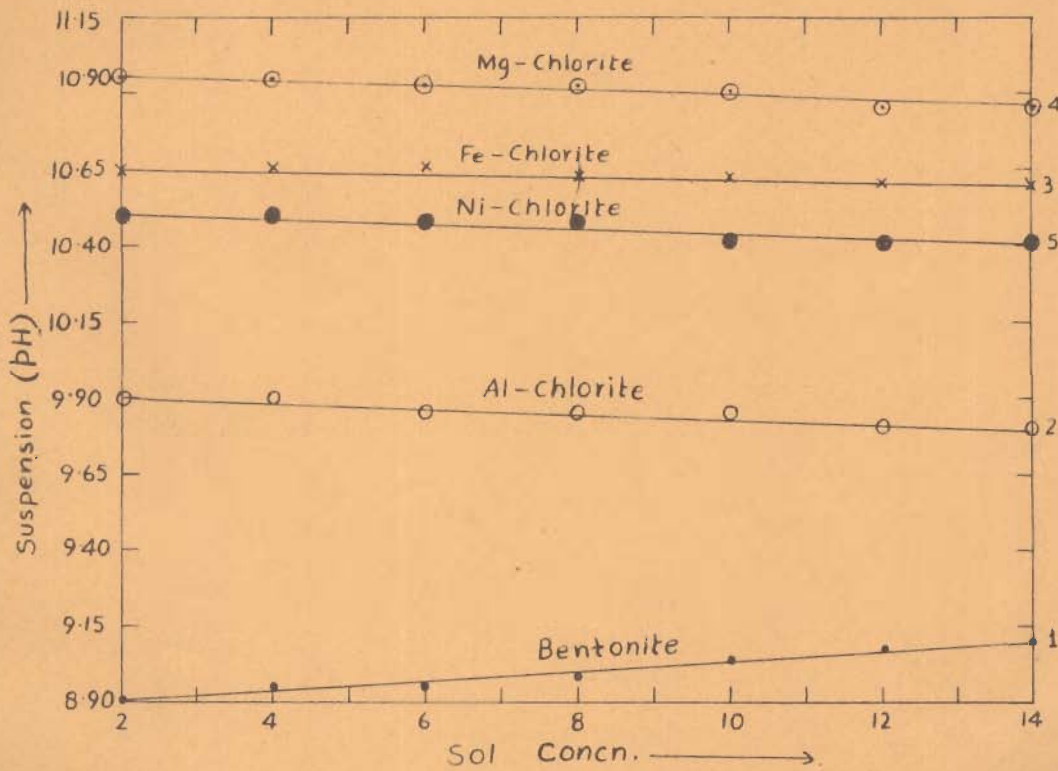 11.15
Mg-Chlorite
10.90
4
Fe-Chlorite
10.65
3
Ni-Chlorite
10.40
5
10.15
Al-Chlorite
9.90
2
9.65
9.40
9.15
Bentonite
1
8.90
2 4 6 8 10 12 14
Sol Concn. →
Suspension (pH) →